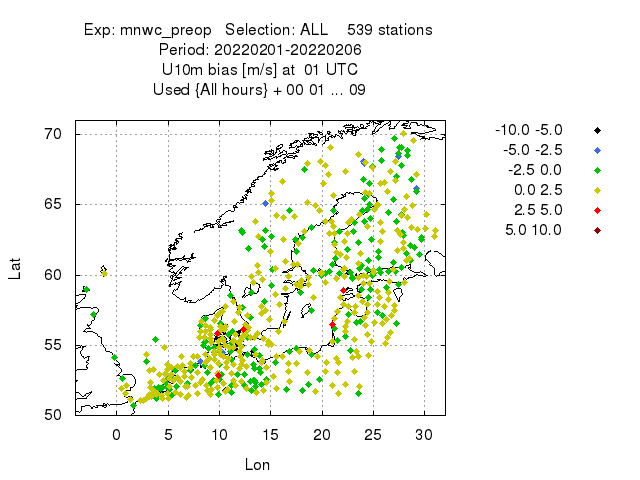 Exp: mnwc_preop Selection: ALL 539 stations
Period: 20220201-20220206
U10m bias [m/s] at 01 UTC
Used {All hours} + 00 01 ... 09
-10.0 -5.0
-5.0 -2.5
-2.5 0.0
0.0 2.5
2.5 5.0
5.0 10.0
70
65
60
55
50
Lat
0 5 10 15 20 25 30
Lon